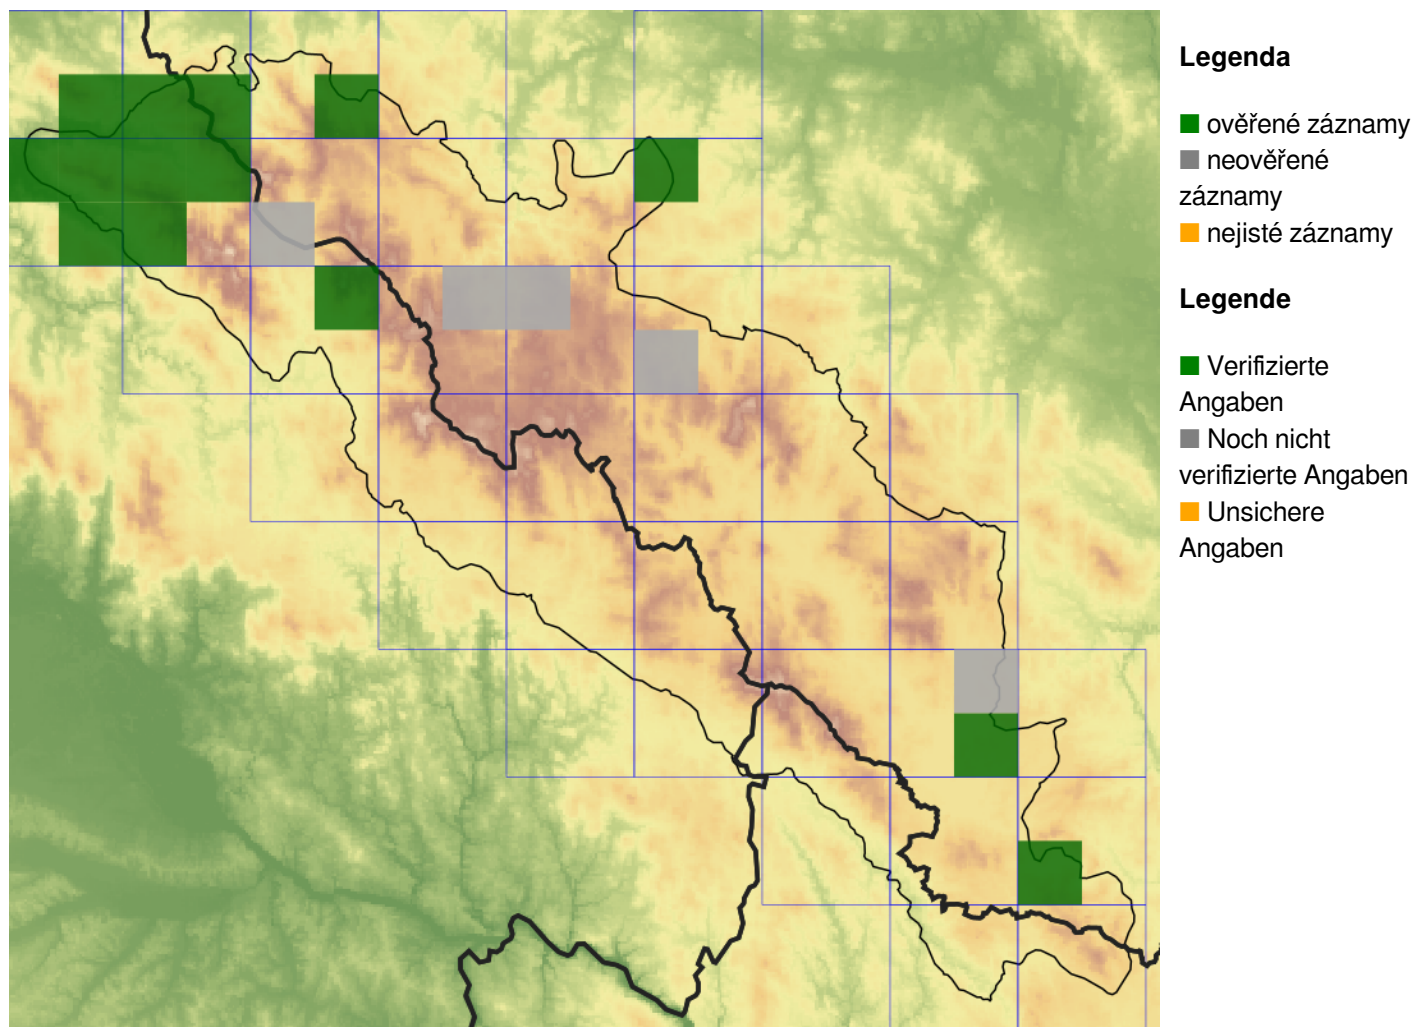 Legenda
ověřené záznamy
neověřené
záznamy
nejisté záznamy
Legende
Verifizierte
Angaben
Noch nicht
verifizierte Angaben
Unsichere
Angaben